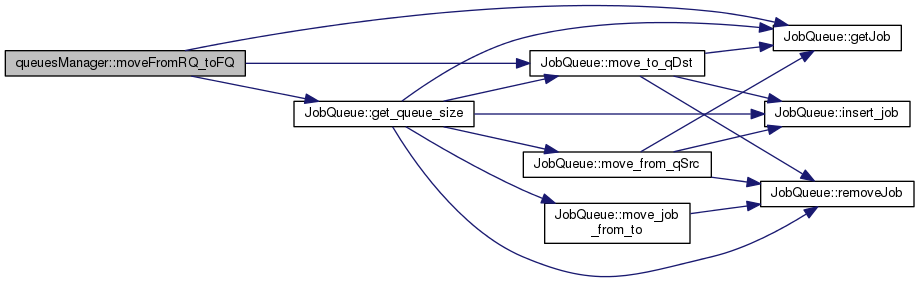 queuesManager::moveFromRQ_toFQ
JobQueue::get_queue_size
JobQueue::move_to_qDst
JobQueue::move_from_qSrc
JobQueue::move_job
_from_to
JobQueue::getJob
JobQueue::insert_job
JobQueue::removeJob